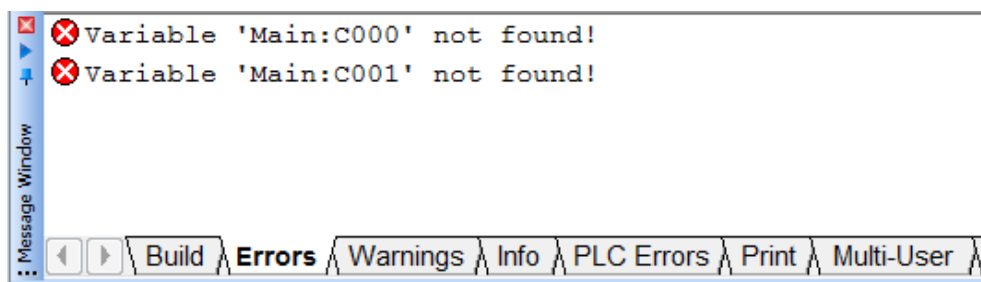 Variable 'Main:C000' not found!
Variable 'Main:C001' not found!
Message Window
Build Errors Warnings Info PLC Errors Print Multi-User